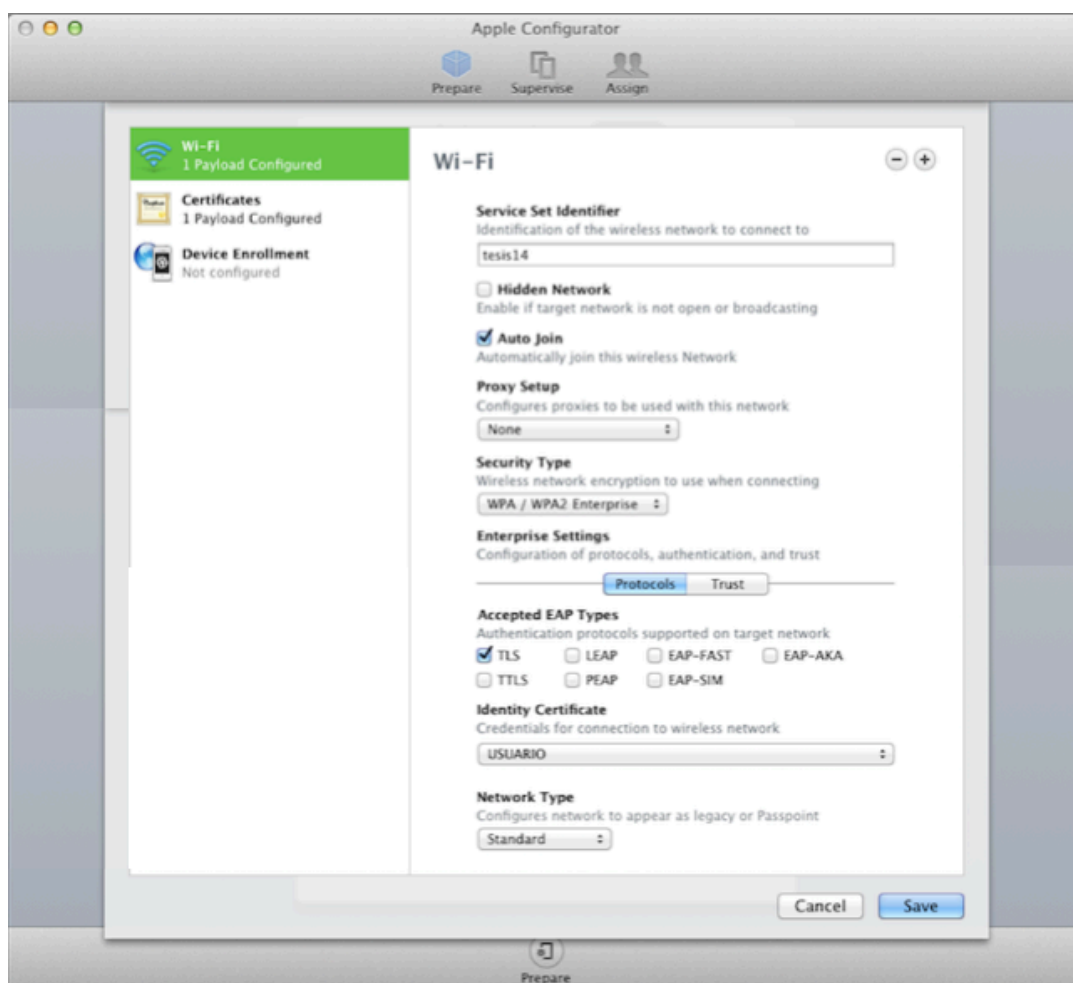 Apple Configurator
Prepare Supervise Assign
Wi-Fi
1 Payload Configured
Certificates
1 Payload Configured
Device Enrollment
Not configured
Wi-Fi
Service Set Identifier
Identification of the wireless network to connect to
tesis14
Hidden Network
Enable if target network is not open or broadcasting
Auto Join
Automatically join this wireless Network
Proxy Setup
Configures proxies to be used with this network
None
Security Type
Wireless network encryption to use when connecting
WPA / WPA2 Enterprise
Enterprise Settings
Configuration of protocols, authentication, and trust
Protocols Trust
Accepted EAP Types
Authentication protocols supported on target network
TLS LEAP EAP-FAST EAP-AKA
TTLS PEAP EAP-SIM
Identity Certificate
Credentials for connection to wireless network
USUARIO
Network Type
Configures network to appear as legacy or Passpoint
Standard
Cancel Save
Prepare